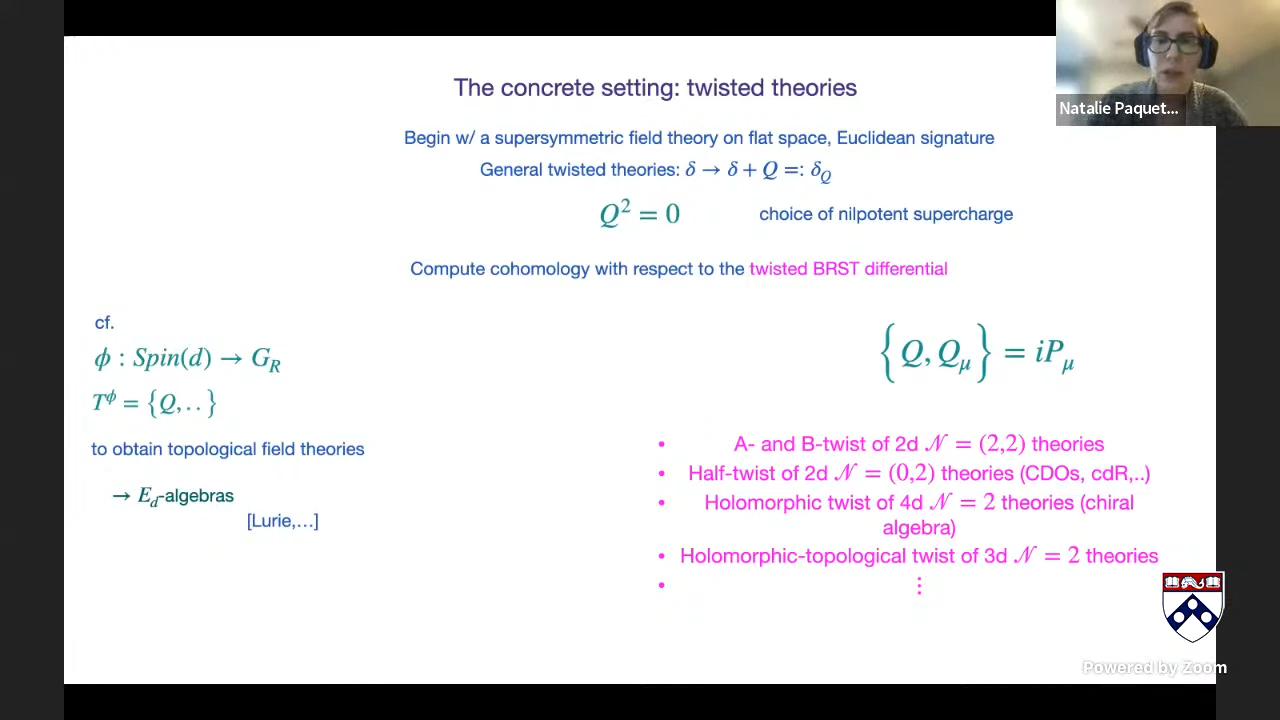 The concrete setting: twisted theories
Natalie Paquet...
Begin w/ a supersymmetric field theory on flat space, Euclidean signature
General twisted theories: δ → δ + Q =: δ_Q
Q² = 0
choice of nilpotent supercharge
Compute cohomology with respect to the twisted BRST differential
cf.
ϕ : Spin(d) → G_R
T^ϕ = {Q, . . }
to obtain topological field theories
→ E_d-algebras
[Lurie,…]
{Q, Q_μ} = iP_μ
• A- and B-twist of 2d 𝒩 = (2,2) theories
• Half-twist of 2d 𝒩 = (0,2) theories (CDOs, cdR,..)
• Holomorphic twist of 4d 𝒩 = 2 theories (chiral
algebra)
• Holomorphic-topological twist of 3d 𝒩 = 2 theories
• ⋮
Powered by Zoom